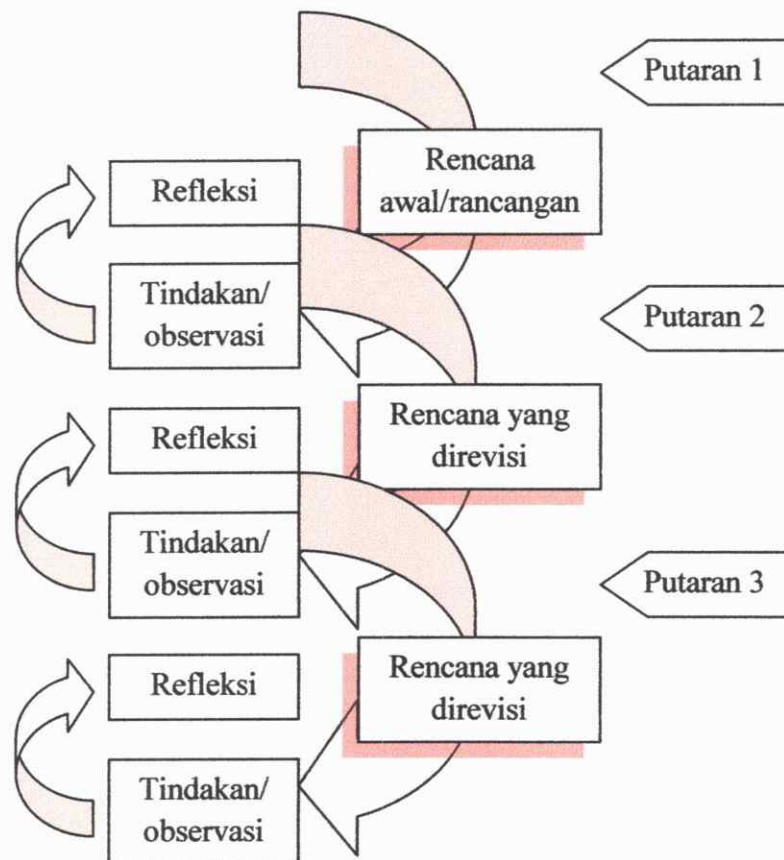 Putaran 1
Rencana
awal/rancangan
Refleksi
Tindakan/
observasi
Putaran 2
Rencana yang
direvisi
Refleksi
Tindakan/
observasi
Putaran 3
Rencana yang
direvisi
Refleksi
Tindakan/
observasi